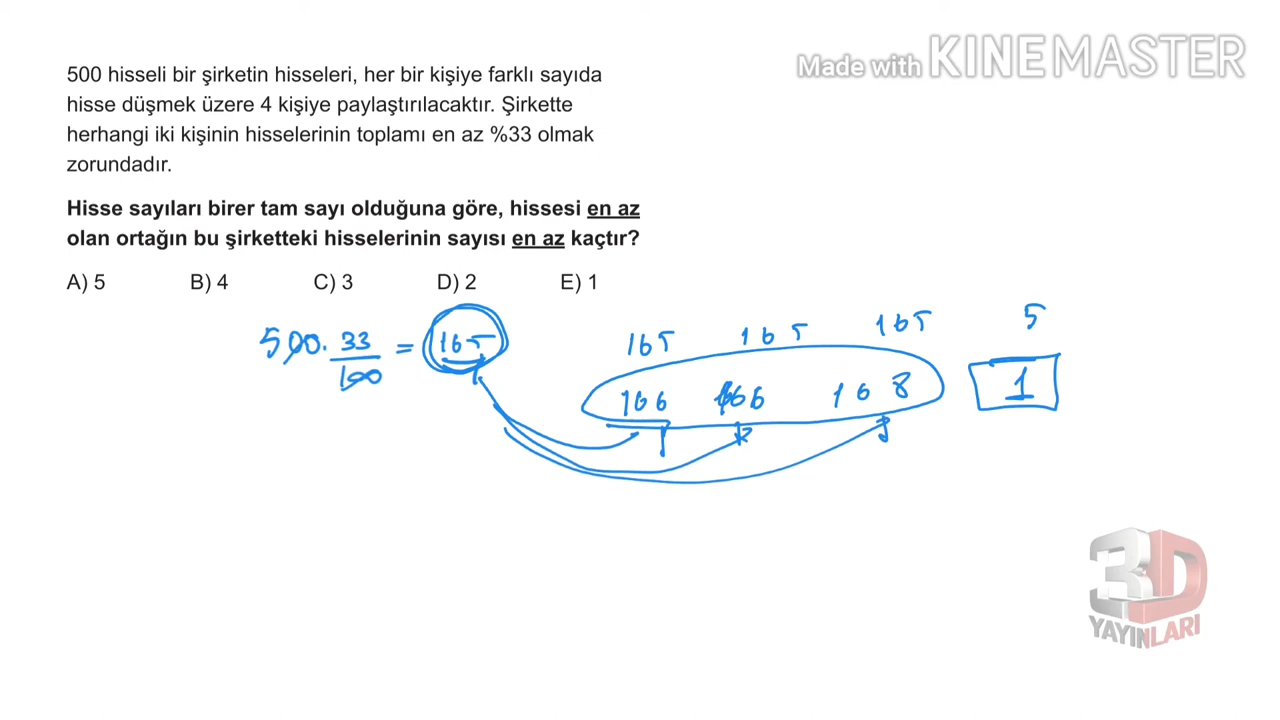 Made with KINEMASTER
500 hisseli bir şirketin hisseleri, her bir kişiye farklı sayıda
hisse düşmek üzere 4 kişiye paylaştırılacaktır. Şirkette
herhangi iki kişinin hisselerinin toplamı en az %33 olmak
zorundadır.
Hisse sayıları birer tam sayı olduğuna göre, hissesi en az
olan ortağın bu şirketteki hisselerinin sayısı en az kaçtır?
A) 5 B) 4 C) 3 D) 2 E) 1
500 . 33/100 = 165
165 165 165 5
166 166 168 1
3D
YAYINLARI